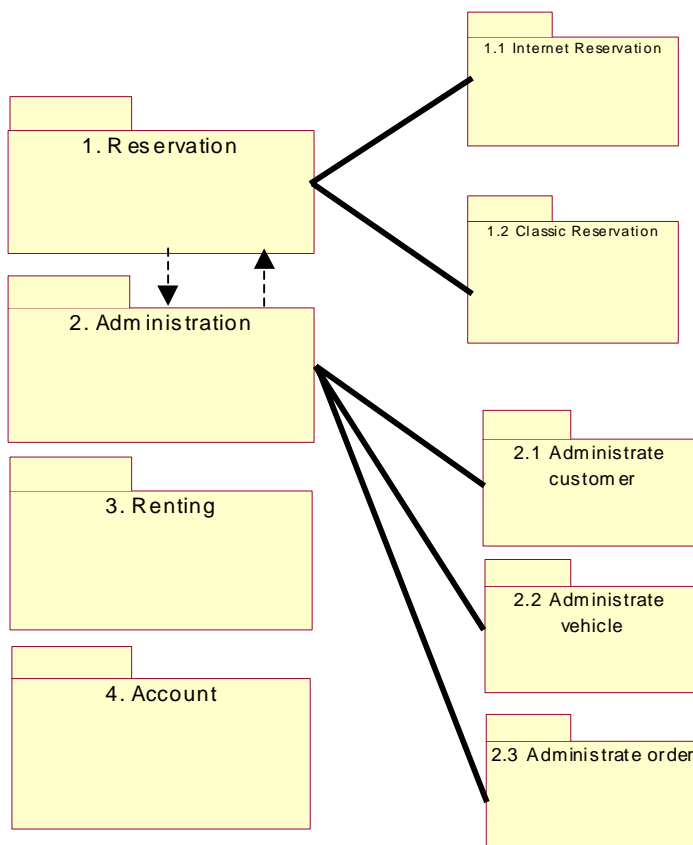 1.1 Internet Reservation
1. Reservation
1.2 Classic Reservation
2. Administration
2.1 Administrate
customer
3. Renting
2.2 Administrate
vehicle
4. Account
2.3 Administrate order